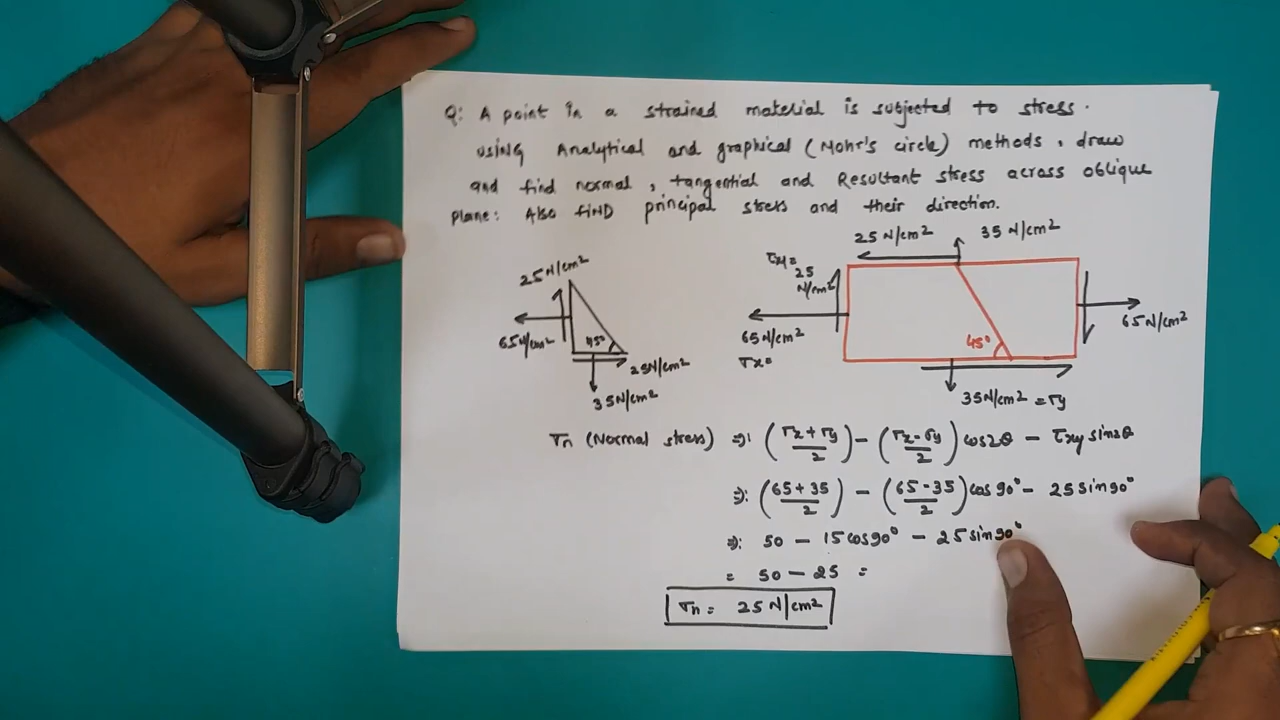 Q: A point in a strained material is subjected to stress.
using Analytical and graphical (Mohr's circle) methods, draw
and find normal, tangential and Resultant stress across oblique
plane: Also FIND principal stress and their direction.
25 N/cm²
35 N/cm²
τxy=
25
N/cm²
25 N/cm²
65 N/cm²
65 N/cm²
σx=
65 N/cm²
45°
45°
25 N/cm²
35 N/cm²
35 N/cm² = σy
σn (Normal stress) ⇒: (σx + σy / 2) - (σx - σy / 2) cos2θ - τxy sin2θ
⇒: (65+35 / 2) - (65-35 / 2) cos 90° - 25 sin 90°
⇒: 50 - 15 cos90° - 25 sin 90°
= 50 - 25 =
σn = 25 N/cm²